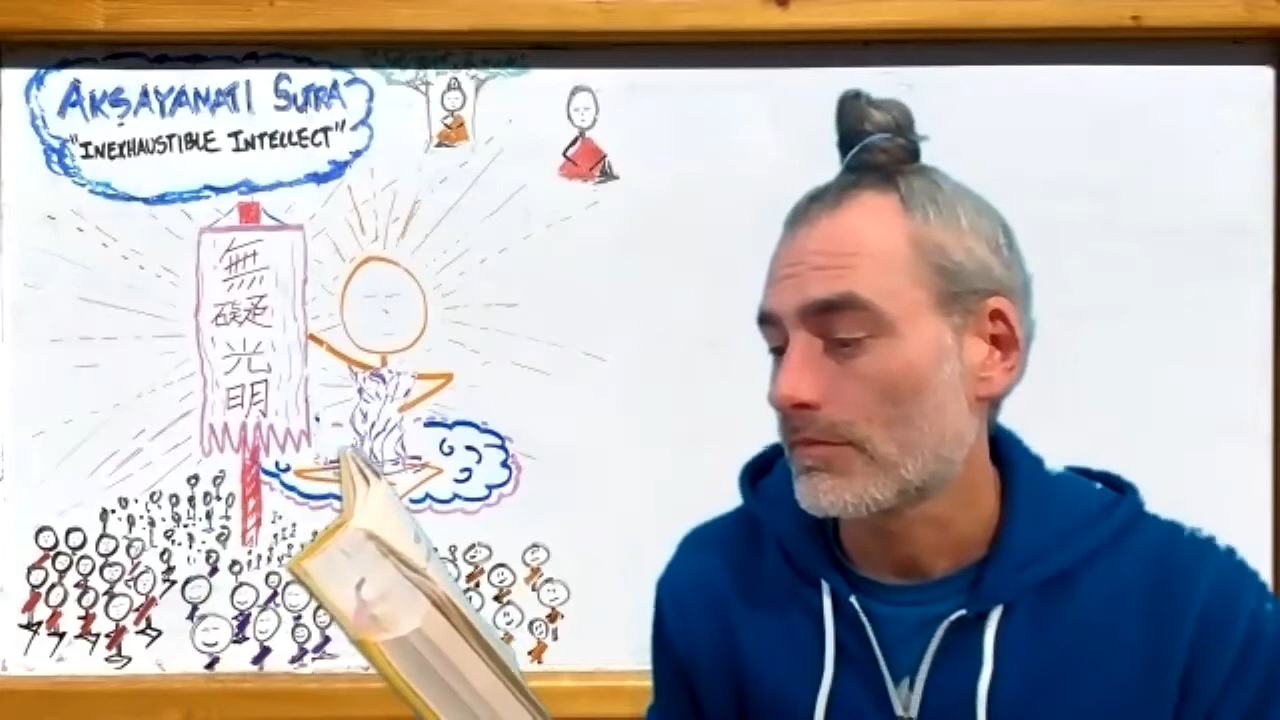 AKṢAYAMATI SUTRA
"INEXHAUSTIBLE INTELLECT"
無
礙
光
明